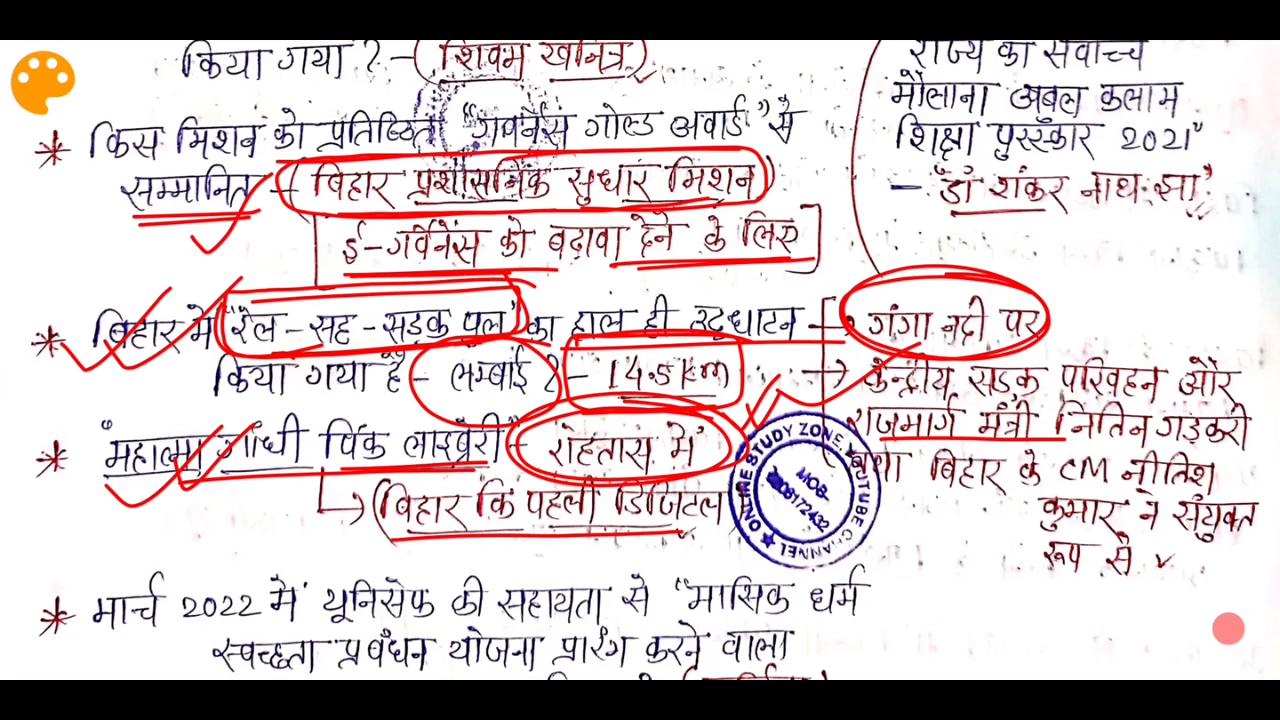 किया गया ? - (शिवम खनित्र)
* किस मिशन को प्रतिष्ठित "गवर्नेंस गोल्ड अवार्ड" से
सम्मानित - (बिहार प्रशासनिक सुधार मिशन)
[ई-गर्वनेंस को बढ़ावा देने के लिए]
* बिहार में "रेल-सह-सड़क पुल" का हाल ही उद्घाटन
किया गया है - लम्बाई ? - 14.5 km
* "महात्मा गाँधी पिंक लाइब्रेरी" - रोहतास में
→ (बिहार कि पहली डिजिटल
* मार्च 2022 में यूनिसेफ की सहायता से "मासिक धर्म
स्वच्छता प्रबंधन योजना प्रारंभ करने वाला
राज्य का सर्वोच्च
मौलाना अबुल कलाम
शिक्षा पुरस्कार 2021"
- "डॉ शंकर नाथ झा"
→ गंगा नदी पर
→ केन्द्रीय सड़क परिवहन और
राजमार्ग मंत्री नितिन गडकरी
तथा बिहार के CM नीतिश
कुमार ने संयुक्त
रूप से
ONLINE STUDY ZONE YOUTUBE CHANNEL
MOB-